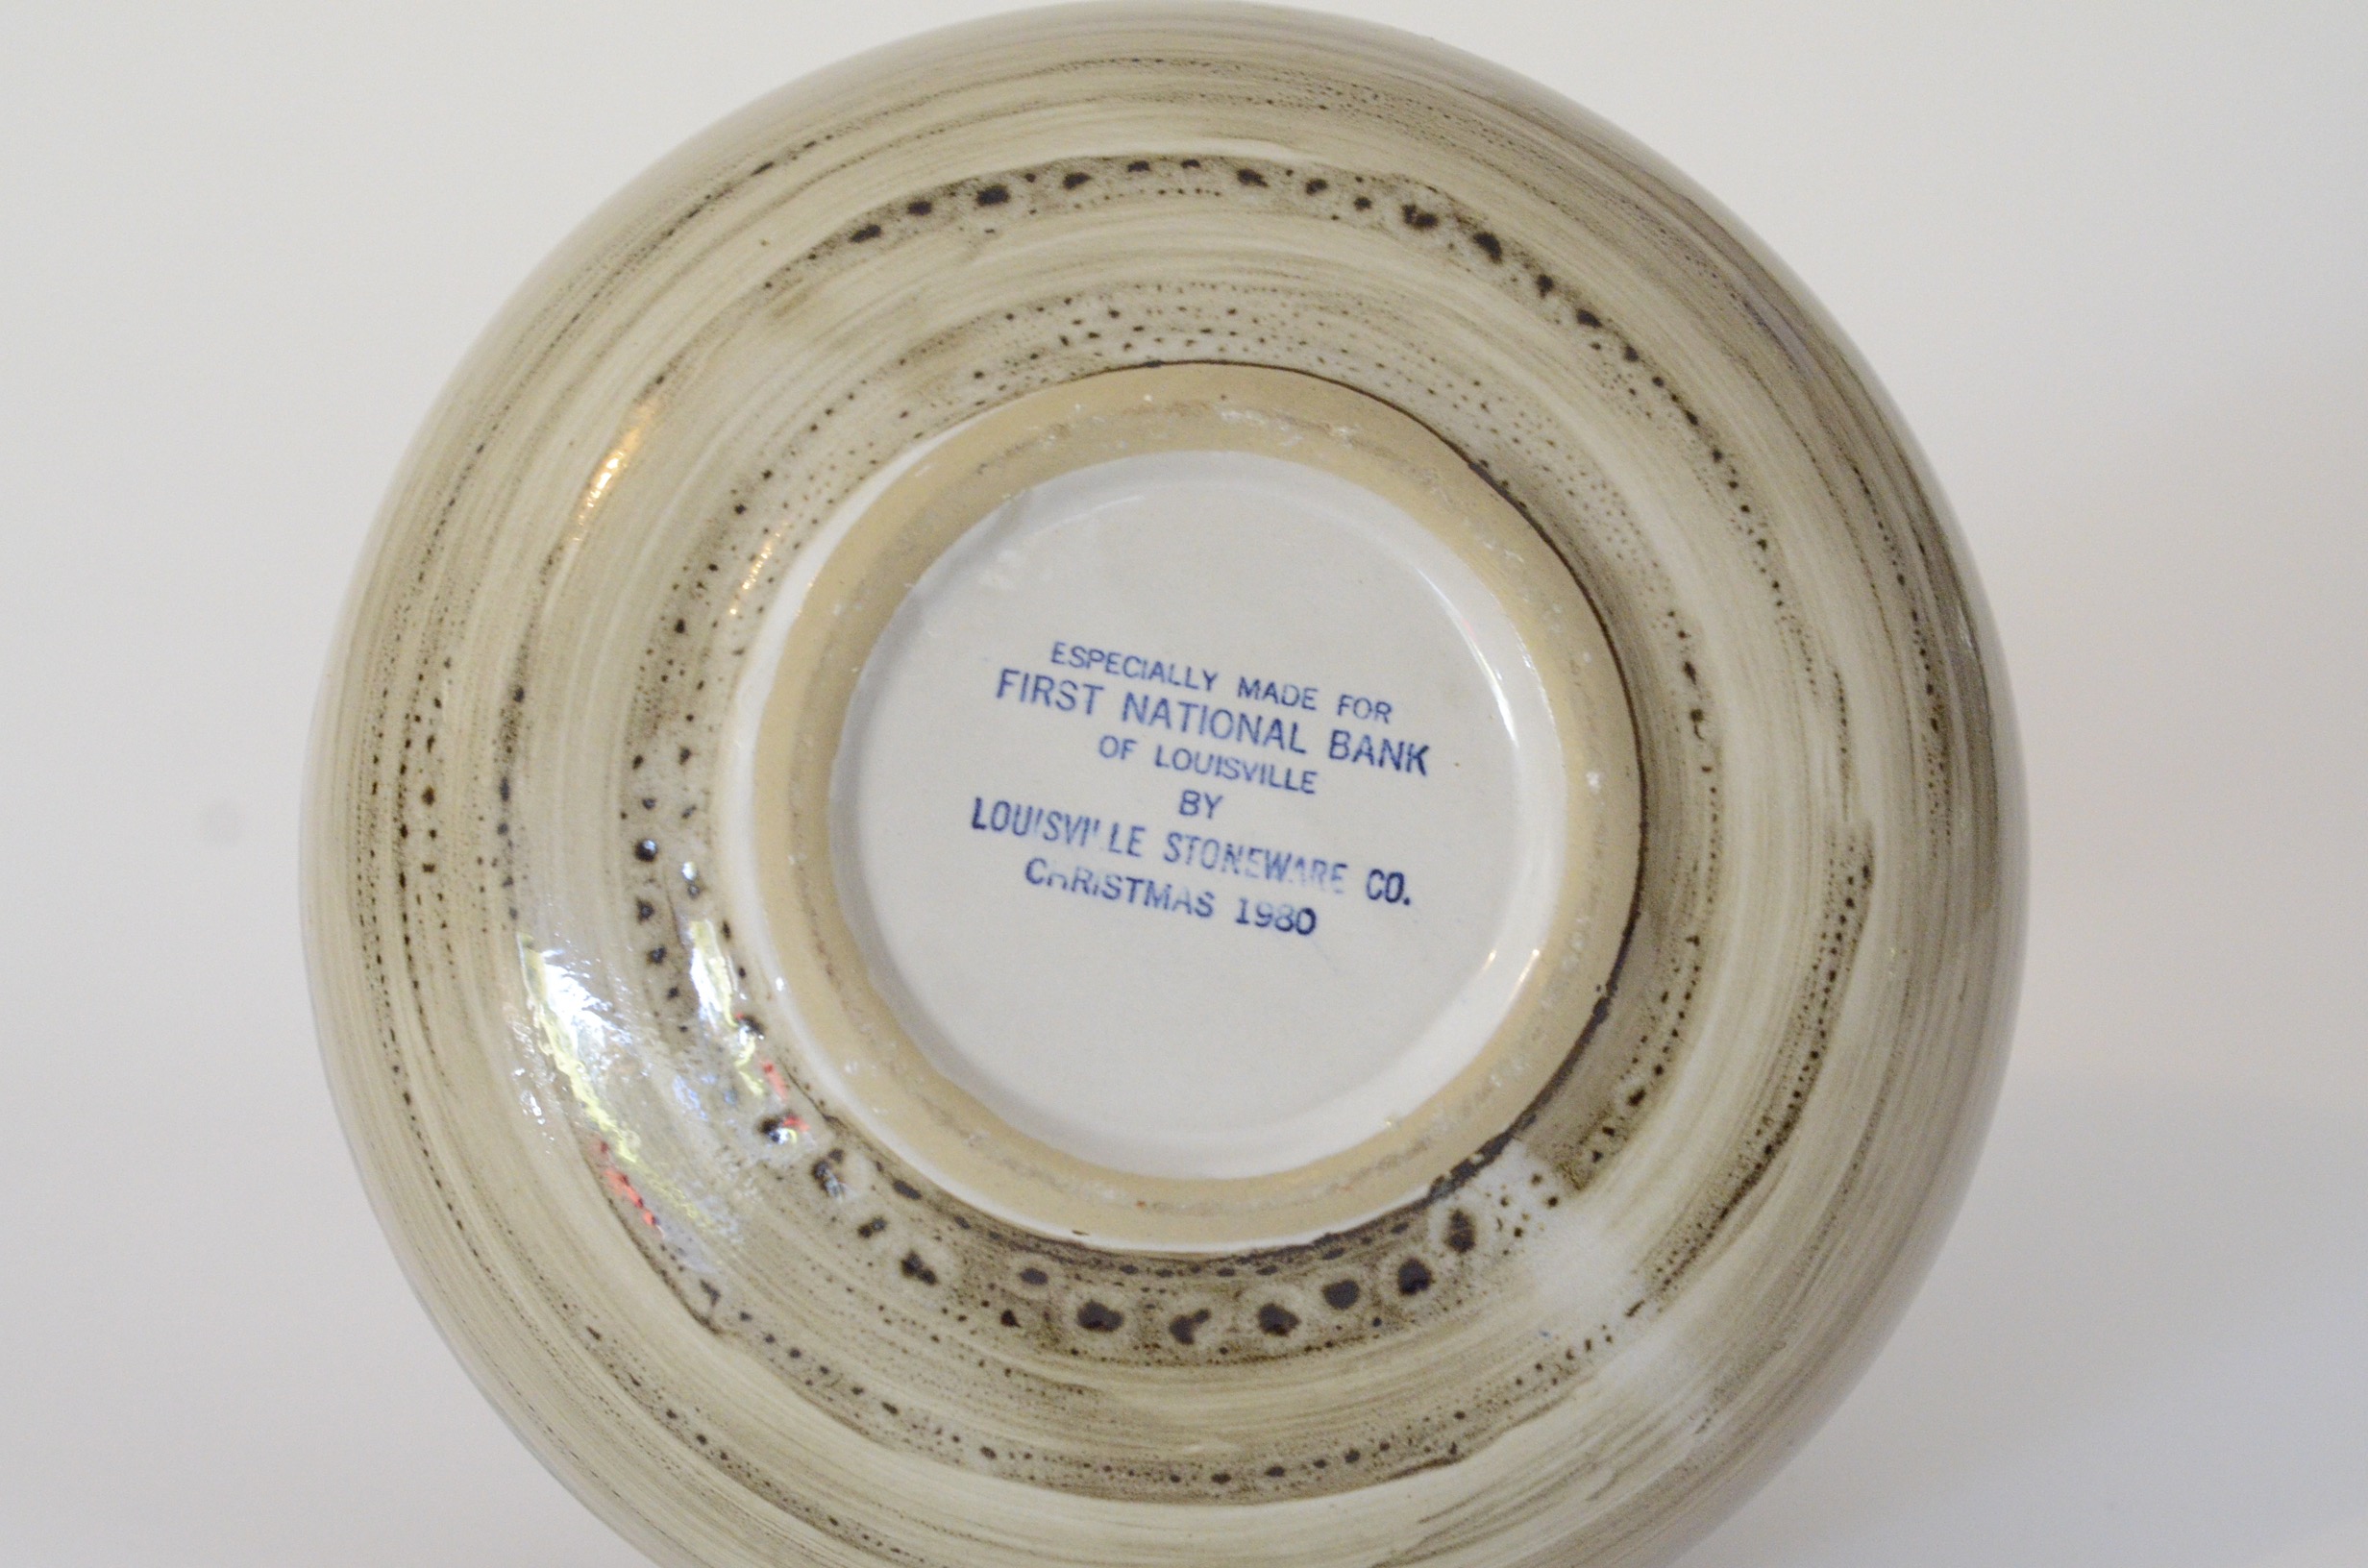 ESPECIALLY MADE FOR
FIRST NATIONAL BANK
OF LOUISVILLE
BY
LOUISVILLE STONEWARE CO.
CHRISTMAS 1980